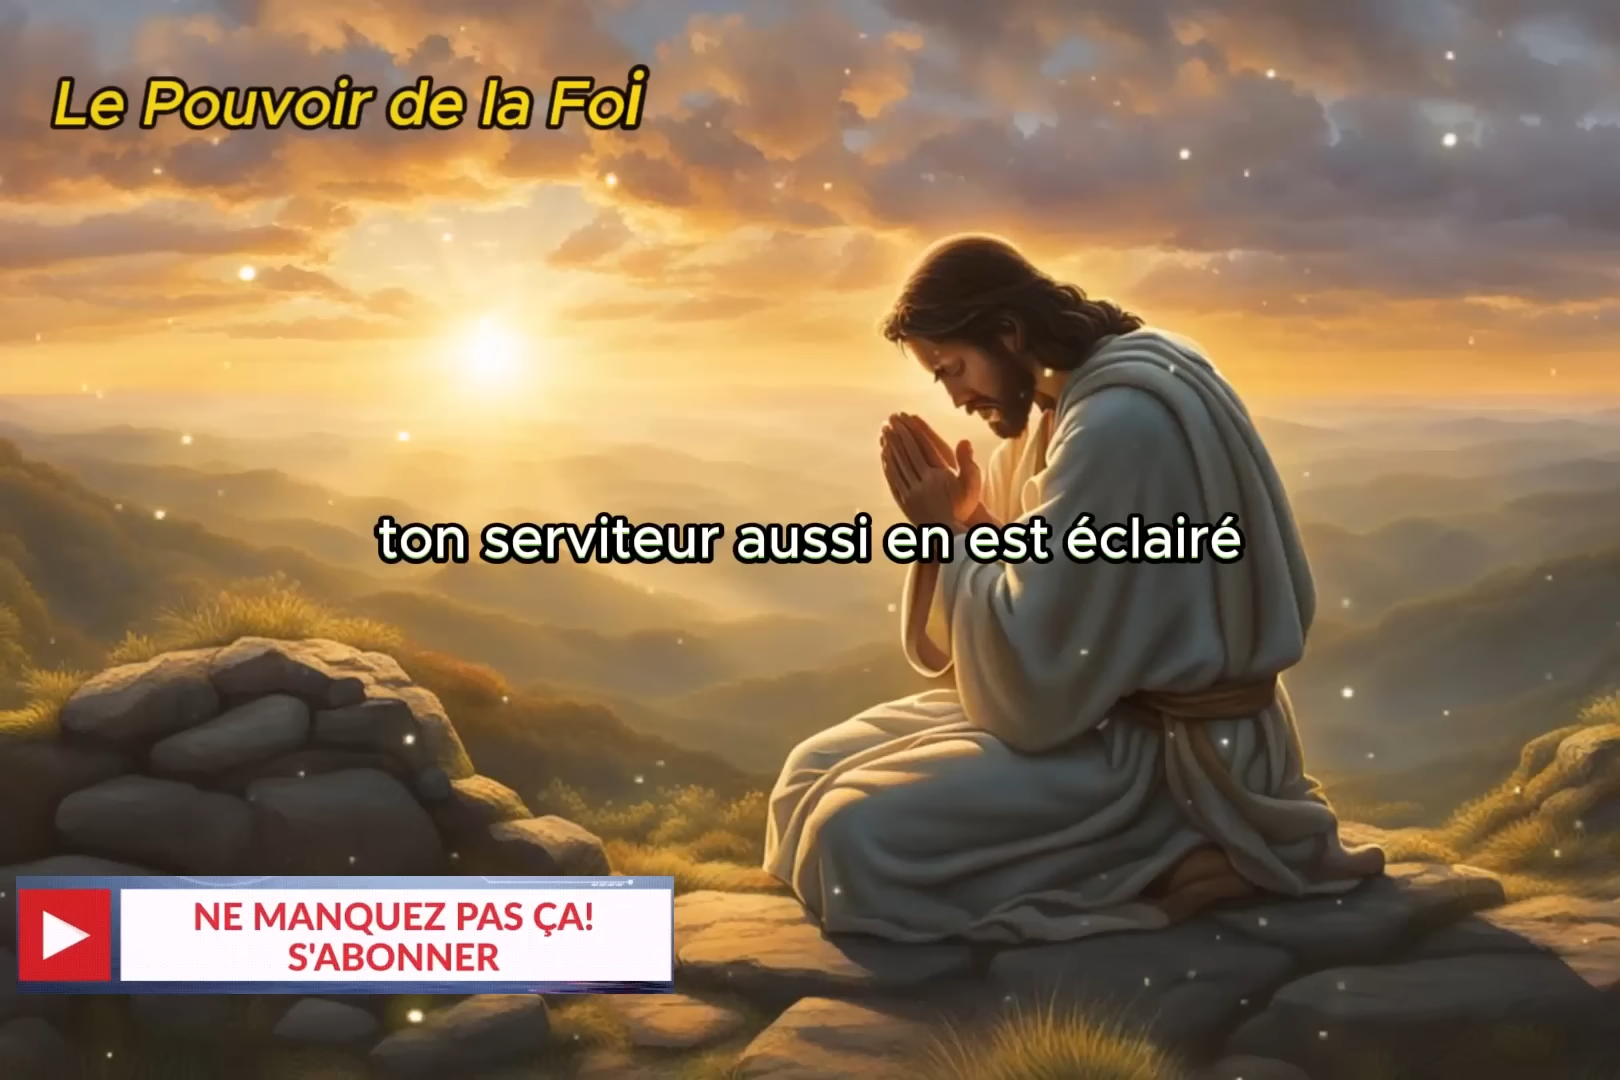 Le Pouvoir de la Foi
ton serviteur aussi en est éclairé
NE MANQUEZ PAS ÇA!
S'ABONNER